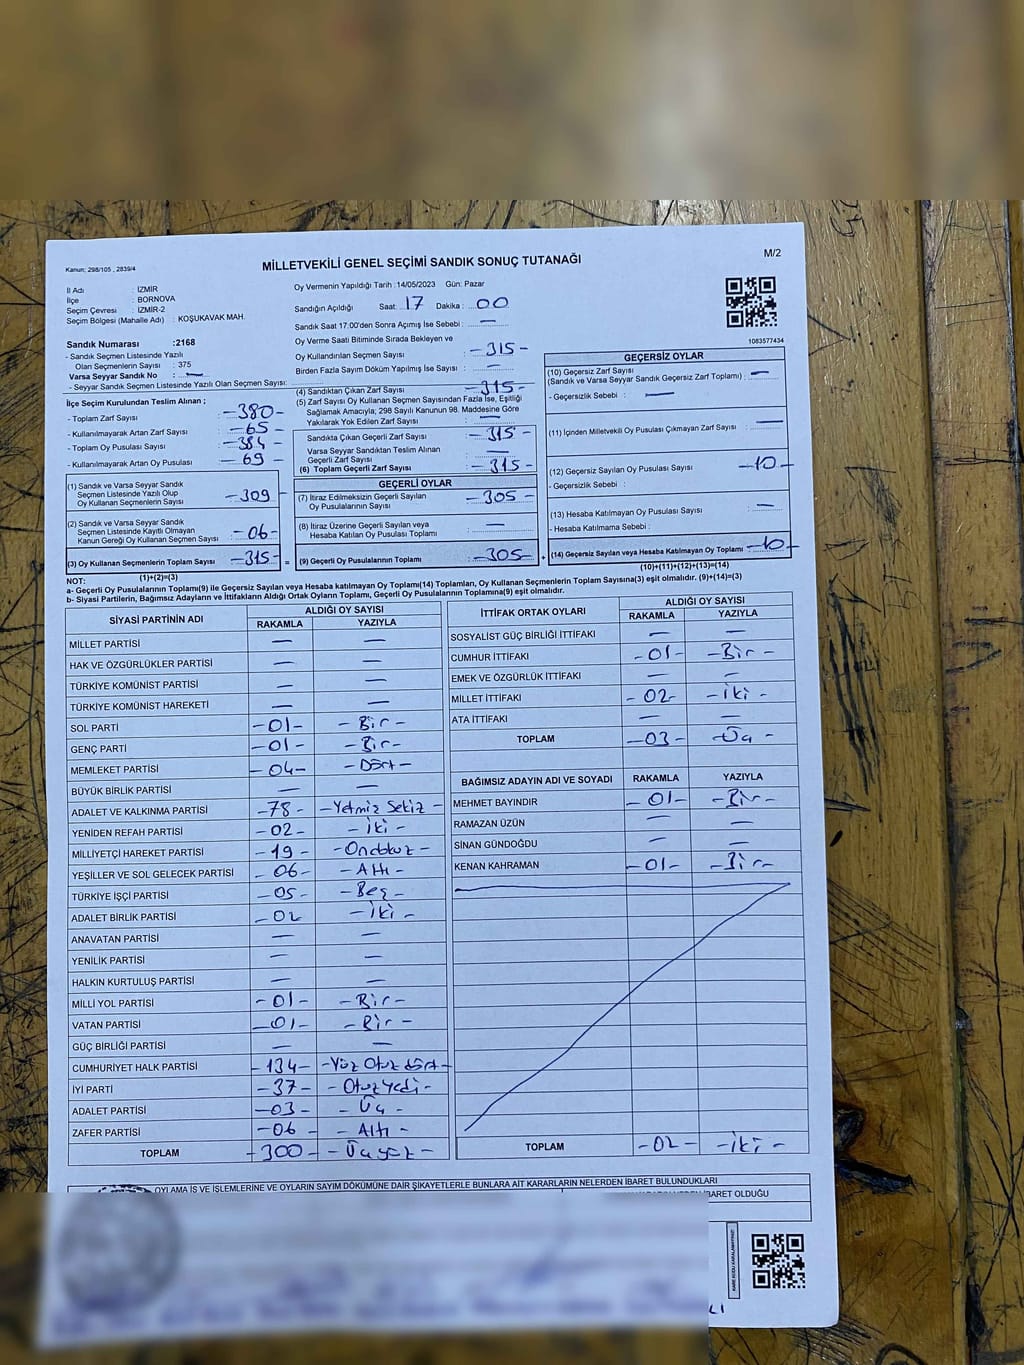 Kanun; 298/105 , 2839/4
MİLLETVEKİLİ GENEL SEÇİMİ SANDIK SONUÇ TUTANAĞI
M/2
İl Adı : İZMİR
İlçe : BORNOVA
Seçim Çevresi : İZMİR-2
Seçim Bölgesi (Mahalle Adı) : KOŞUKAVAK MAH.
Sandık Numarası :2168
- Sandık Seçmen Listesinde Yazılı
Olan Seçmenlerin Sayısı : 375
Varsa Seyyar Sandık No : —
- Seyyar Sandık Seçmen Listesinde Yazılı Olan Seçmen Sayısı:
İlçe Seçim Kurulundan Teslim Alınan ;
- Toplam Zarf Sayısı : -380-
- Kullanılmayarak Artan Zarf Sayısı : -65-
- Toplam Oy Pusulası Sayısı : -384-
- Kullanılmayarak Artan Oy Pusulası : -69-
(1) Sandık ve Varsa Seyyar Sandık
Seçmen Listesinde Yazılı Olup
Oy Kullanan Seçmenlerin Sayısı -309-
(2) Sandık ve Varsa Seyyar Sandık
Seçmen Listesinde Kayıtlı Olmayan
Kanun Gereği Oy Kullanan Seçmen Sayısı -06-
(3) Oy Kullanan Seçmenlerin Toplam Sayısı -315-
(1)+(2)=(3)
Oy Vermenin Yapıldığı Tarih : 14/05/2023 Gün: Pazar
Sandığın Açıldığı Saat: 17 Dakika : 00
Sandık Saat 17:00'den Sonra Açımış İse Sebebi : —
Oy Verme Saati Bitiminde Sırada Bekleyen ve
Oy Kullandırılan Seçmen Sayısı : -315-
Birden Fazla Sayım Döküm Yapılmış İse Sayısı : —
(4) Sandıktan Çıkan Zarf Sayısı : -315-
(5) Zarf Sayısı Oy Kullanan Seçmen Sayısından Fazla İse, Eşitliği
Sağlamak Amacıyla; 298 Sayılı Kanunun 98. Maddesine Göre
Yakılarak Yok Edilen Zarf Sayısı : —
Sandıkta Çıkan Geçerli Zarf Sayısı : -315-
Varsa Seyyar Sandıktan Teslim Alınan
Geçerli Zarf Sayısı : —
(6) Toplam Geçerli Zarf Sayısı : -315-
GEÇERLİ OYLAR
(7) İtiraz Edilmeksizin Geçerli Sayılan
Oy Pusulalarının Sayısı : -305-
(8) İtiraz Üzerine Geçerli Sayılan veya
Hesaba Katılan Oy Pusulası Toplamı : —
= (9) Geçerli Oy Pusulalarının Toplamı : -305- +
1083577434
GEÇERSİZ OYLAR
(10) Geçersiz Zarf Sayısı
(Sandık ve Varsa Seyyar Sandık Geçersiz Zarf Toplamı) : —
- Geçersizlik Sebebi : —
(11) İçinden Milletvekili Oy Pusulası Çıkmayan Zarf Sayısı : —
(12) Geçersiz Sayılan Oy Pusulası Sayısı : -10-
- Geçersizlik Sebebi :
(13) Hesaba Katılmayan Oy Pusulası Sayısı : —
- Hesaba Katılmama Sebebi :
(14) Geçersiz Sayılan veya Hesaba Katılmayan Oy Toplamı : -10-
(10)+(11)+(12)+(13)=(14)
NOT:
a- Geçerli Oy Pusulalarının Toplamı(9) ile Geçersiz Sayılan veya Hesaba katılmayan Oy Toplamı(14) Toplamları, Oy Kullanan Seçmenlerin Toplam Sayısına(3) eşit olmalıdır. (9)+(14)=(3)
b- Siyasi Partilerin, Bağımsız Adayların ve İttifakların Aldığı Ortak Oyların Toplamı, Geçerli Oy Pusulalarının Toplamına(9) eşit olmalıdır.
SİYASİ PARTİNİN ADI ALDIĞI OY SAYISI
RAKAMLA YAZIYLA
MİLLET PARTİSİ — —
HAK VE ÖZGÜRLÜKLER PARTİSİ — —
TÜRKİYE KOMÜNİST PARTİSİ — —
TÜRKİYE KOMÜNİST HAREKETİ — —
SOL PARTİ -01- -Bir-
GENÇ PARTİ -01- -Bir-
MEMLEKET PARTİSİ -04- -Dört-
BÜYÜK BİRLİK PARTİSİ — —
ADALET VE KALKINMA PARTİSİ -78- -Yetmiş Sekiz-
YENİDEN REFAH PARTİSİ -02- -İki-
MİLLİYETÇİ HAREKET PARTİSİ -19- -Ondokuz-
YEŞİLLER VE SOL GELECEK PARTİSİ -06- -Altı-
TÜRKİYE İŞÇİ PARTİSİ -05- -Beş-
ADALET BİRLİK PARTİSİ -02- -İki-
ANAVATAN PARTİSİ — —
YENİLİK PARTİSİ — —
HALKIN KURTULUŞ PARTİSİ — —
MİLLİ YOL PARTİSİ -01- -Bir-
VATAN PARTİSİ -01- -Bir-
GÜÇ BİRLİĞİ PARTİSİ — —
CUMHURİYET HALK PARTİSİ -134- -Yüz Otuz dört-
İYİ PARTİ -37- -Otuz Yedi-
ADALET PARTİSİ -03- -Üç-
ZAFER PARTİSİ -06- -Altı-
TOPLAM -300- -Üçyüz-
İTTİFAK ORTAK OYLARI ALDIĞI OY SAYISI
RAKAMLA YAZIYLA
SOSYALİST GÜÇ BİRLİĞİ İTTİFAKI — —
CUMHUR İTTİFAKI -01- -Bir-
EMEK VE ÖZGÜRLÜK İTTİFAKI — —
MİLLET İTTİFAKI -02- -İki-
ATA İTTİFAKI — —
TOPLAM -03- -Üç-
BAĞIMSIZ ADAYIN ADI VE SOYADI RAKAMLA YAZIYLA
MEHMET BAYINDIR -01- -Bir-
RAMAZAN ÜZÜN — —
SİNAN GÜNDOĞDU — —
KENAN KAHRAMAN -01- -Bir-
TOPLAM -02- -İki-
OYLAMA İŞ VE İŞLEMLERİNE VE OYLARIN SAYIM DÖKÜMÜNE DAİR ŞİKAYETLERLE BUNLARA AİT KARARLARIN NELERDEN İBARET BULUNDUKLARI
İBARET OLDUĞU